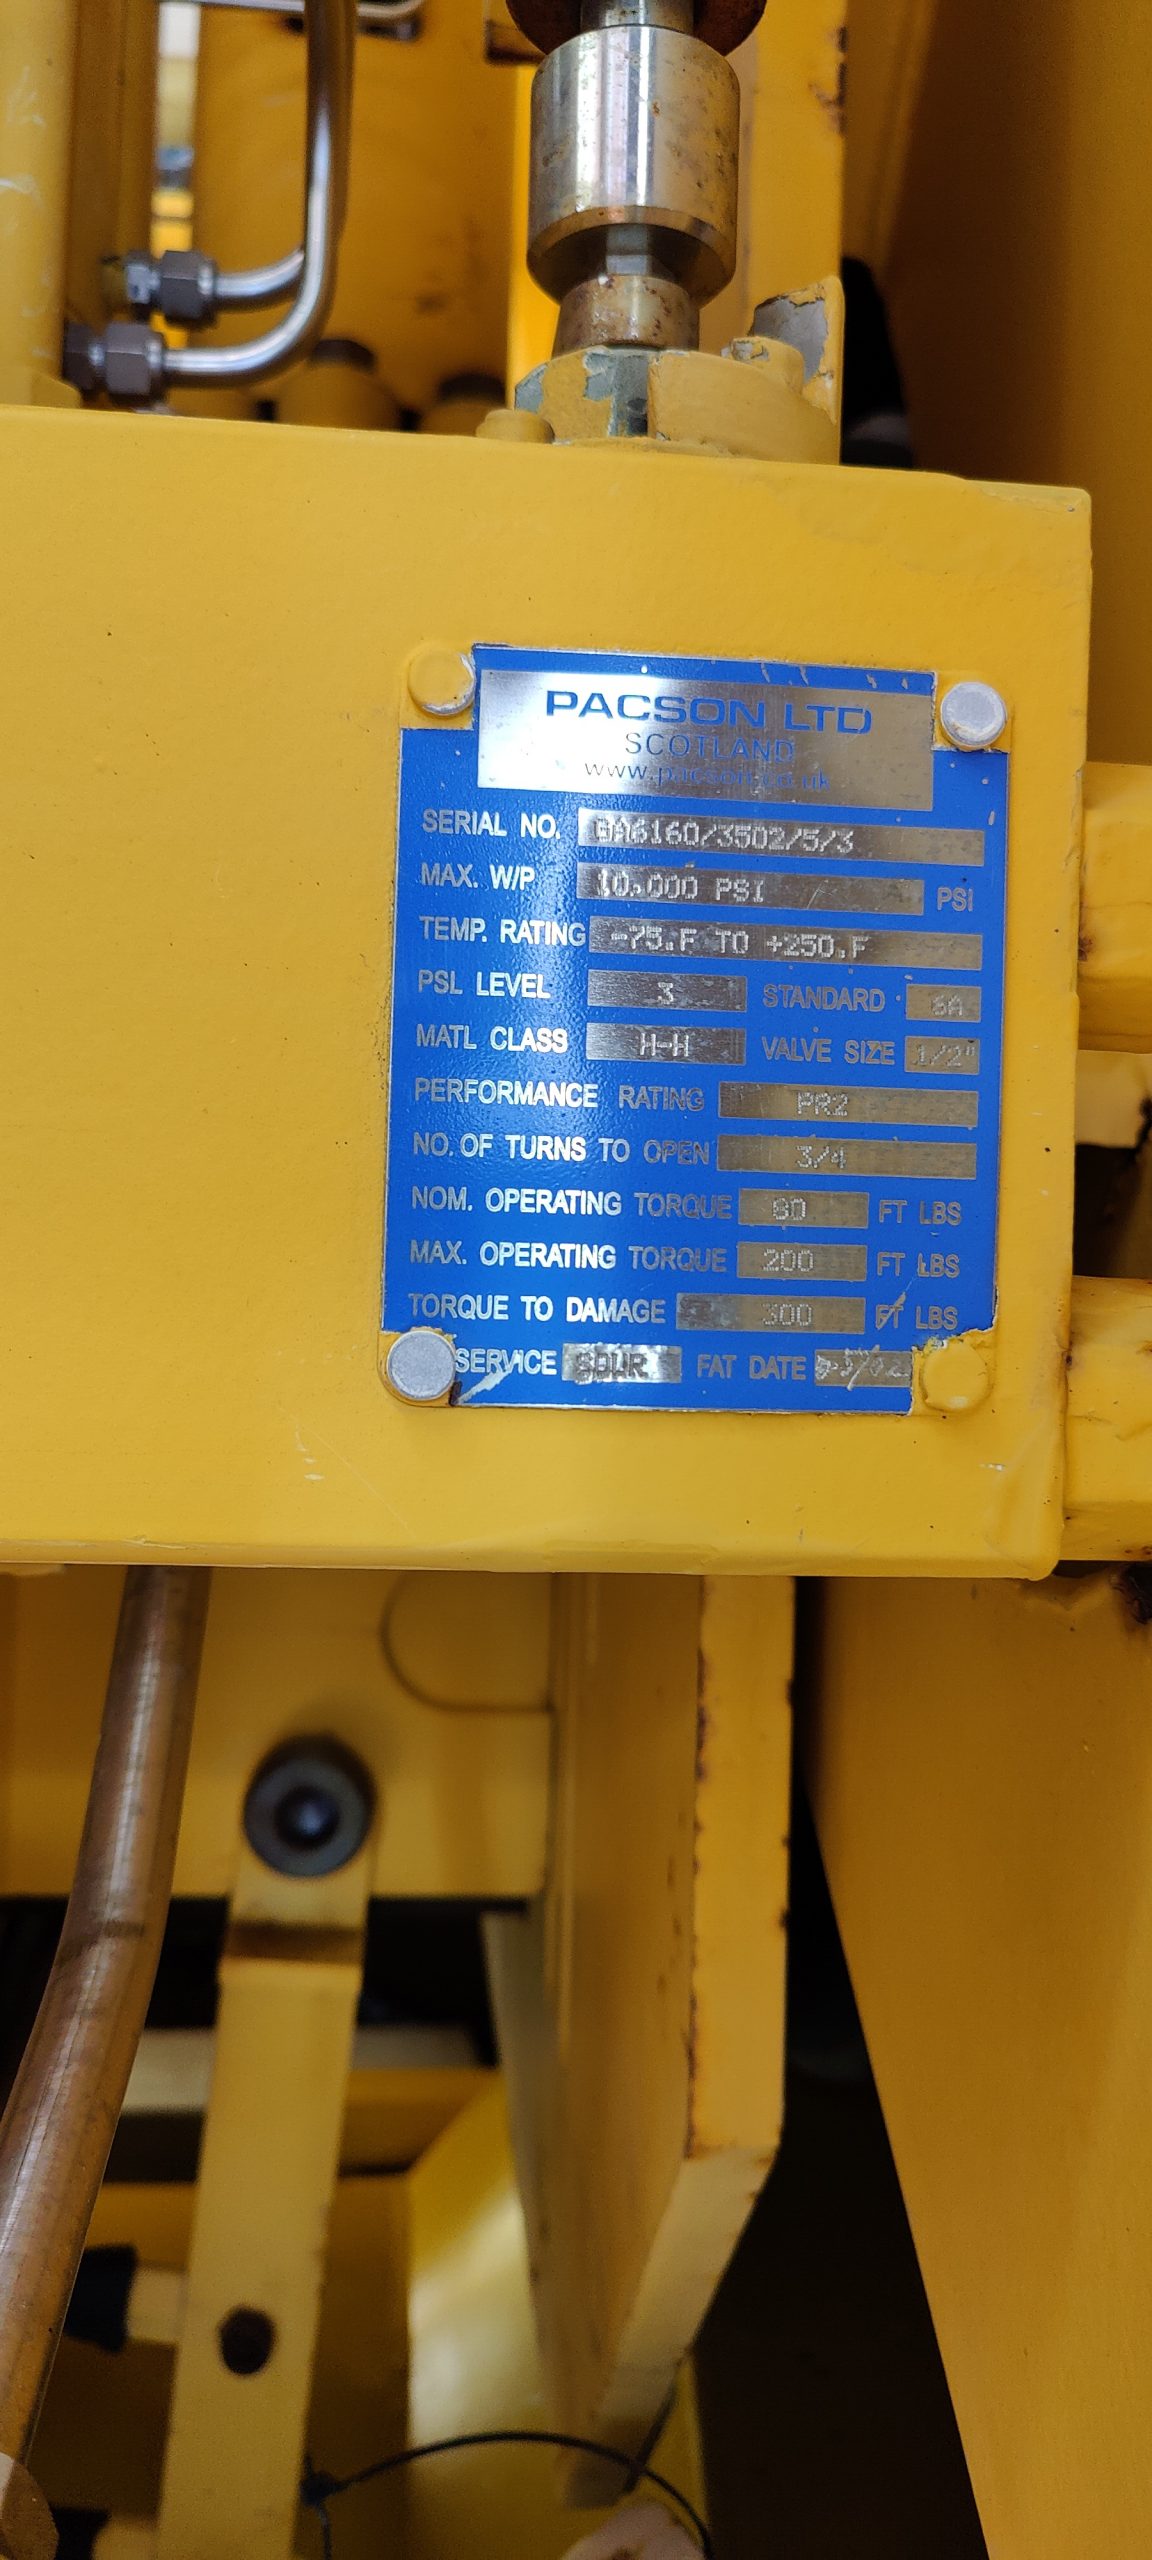 PACSON LTD
SCOTLAND
www.pacson.co.uk
SERIAL NO. BA6160/3502/5/3
MAX. W/P 10.000 PSI PSI
TEMP. RATING -75.F TO +250.F
PSL LEVEL 3 STANDARD 6A
MATL CLASS H-H VALVE SIZE 1/2"
PERFORMANCE RATING PR2
NO. OF TURNS TO OPEN 3/4
NOM. OPERATING TORQUE FT LBS
MAX. OPERATING TORQUE 200 FT LBS
TORQUE TO DAMAGE 300 FT LBS
SERVICE SOUR FAT DATE